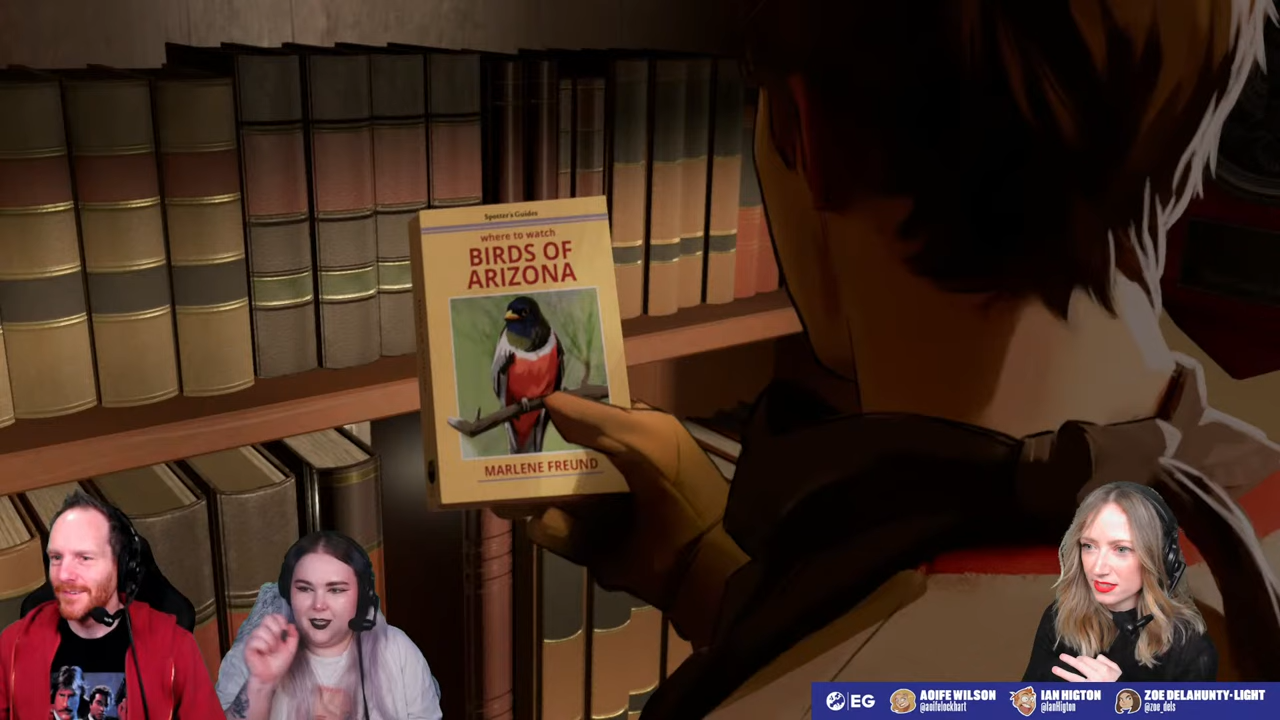 Spotter's Guides
where to watch
BIRDS OF
ARIZONA
MARLENE FREUND
EG
AOIFE WILSON
@aoifelockhart
IAN HIGTON
@IanHigton
ZOE DELAHUNTY-LIGHT
@zoe_dels